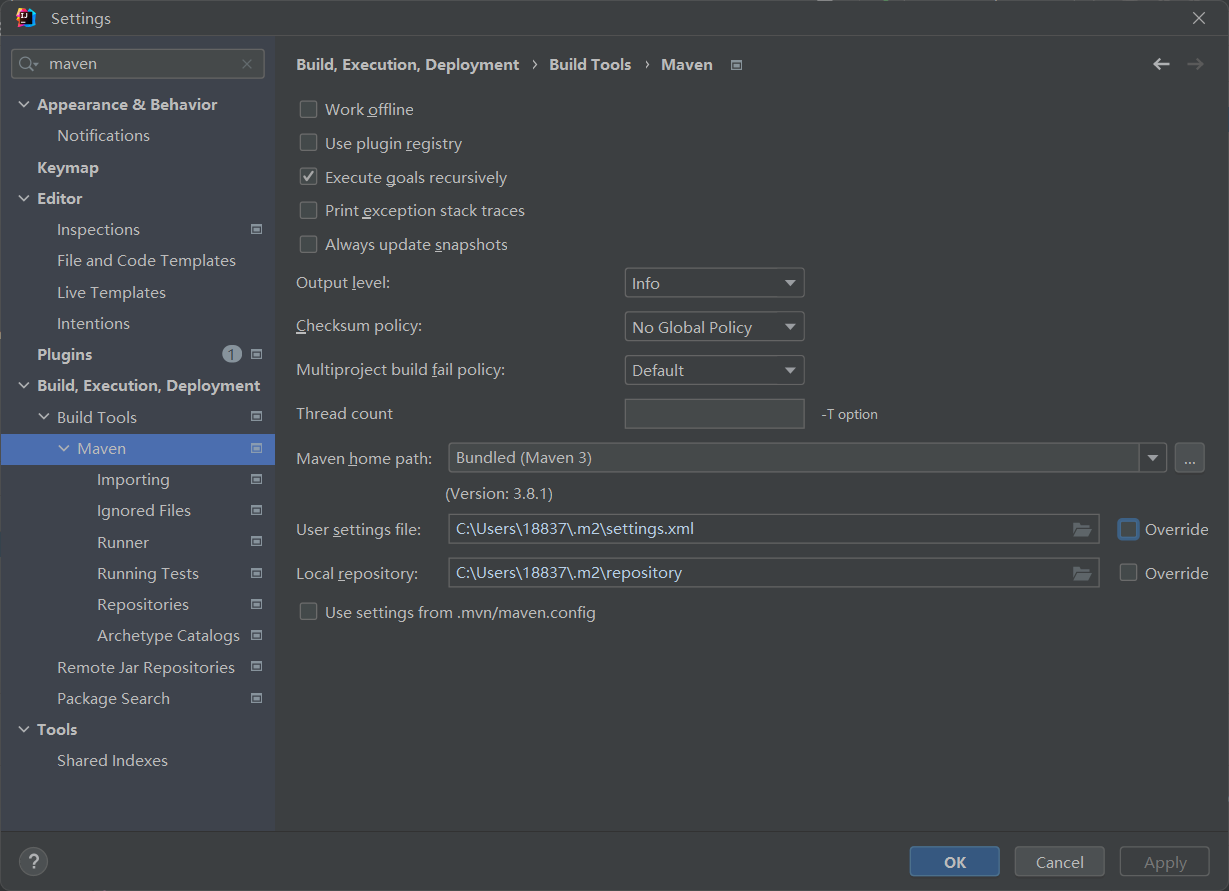 Settings
maven
Appearance & Behavior
Notifications
Keymap
Editor
Inspections
File and Code Templates
Live Templates
Intentions
Plugins 1
Build, Execution, Deployment
Build Tools
Maven
Importing
Ignored Files
Runner
Running Tests
Repositories
Archetype Catalogs
Remote Jar Repositories
Package Search
Tools
Shared Indexes
Build, Execution, Deployment › Build Tools › Maven
Work offline
Use plugin registry
Execute goals recursively
Print exception stack traces
Always update snapshots
Output level: Info
Checksum policy: No Global Policy
Multiproject build fail policy: Default
Thread count -T option
Maven home path: Bundled (Maven 3) ...
(Version: 3.8.1)
User settings file: C:\Users\18837\.m2\settings.xml Override
Local repository: C:\Users\18837\.m2\repository Override
Use settings from .mvn/maven.config
? OK Cancel Apply